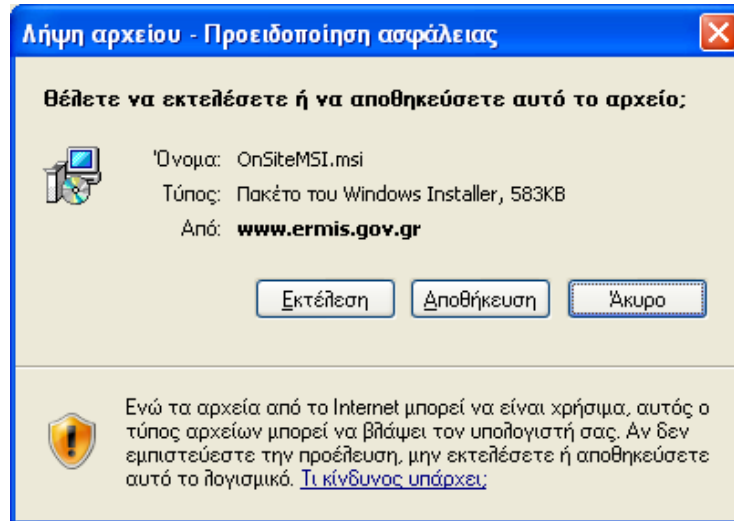 Λήψη αρχείου - Προειδοποίηση ασφάλειας
Θέλετε να εκτελέσετε ή να αποθηκεύσετε αυτό το αρχείο;
Όνομα: OnSiteMSI.msi
Τύπος: Πακέτο του Windows Installer, 583KB
Από: www.ermis.gov.gr
Εκτέλεση Αποθήκευση Άκυρο
Ενώ τα αρχεία από το Internet μπορεί να είναι χρήσιμα, αυτός ο
τύπος αρχείων μπορεί να βλάψει τον υπολογιστή σας. Αν δεν
εμπιστεύεστε την προέλευση, μην εκτελέσετε ή αποθηκεύσετε
αυτό το λογισμικό. Τι κίνδυνος υπάρχει;